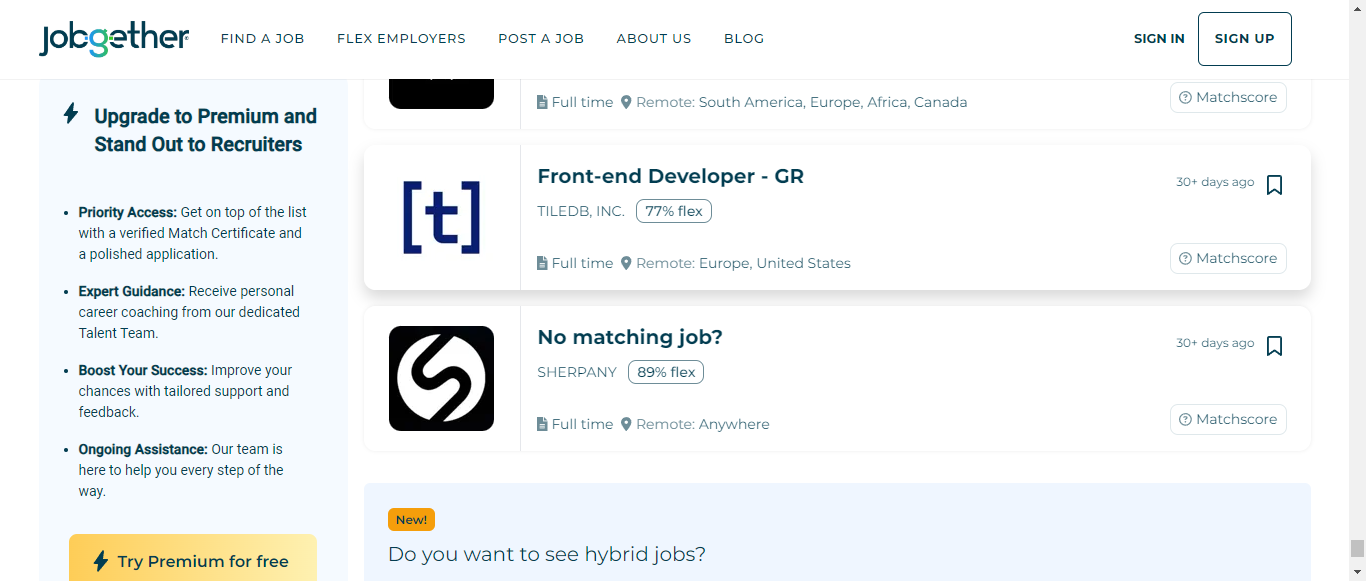 jobgether
FIND A JOB
FLEX EMPLOYERS
POST A JOB
ABOUT US
BLOG
SIGN IN
SIGN UP
Upgrade to Premium and
Stand Out to Recruiters
• Priority Access: Get on top of the list
with a verified Match Certificate and
a polished application.
• Expert Guidance: Receive personal
career coaching from our dedicated
Talent Team.
• Boost Your Success: Improve your
chances with tailored support and
feedback.
• Ongoing Assistance: Our team is
here to help you every step of the
way.
Try Premium for free
Full time Remote: South America, Europe, Africa, Canada
Matchscore
[t]
Front-end Developer - GR
30+ days ago
TILEDB, INC. 77% flex
Full time Remote: Europe, United States
Matchscore
No matching job?
30+ days ago
SHERPANY 89% flex
Full time Remote: Anywhere
Matchscore
New!
Do you want to see hybrid jobs?